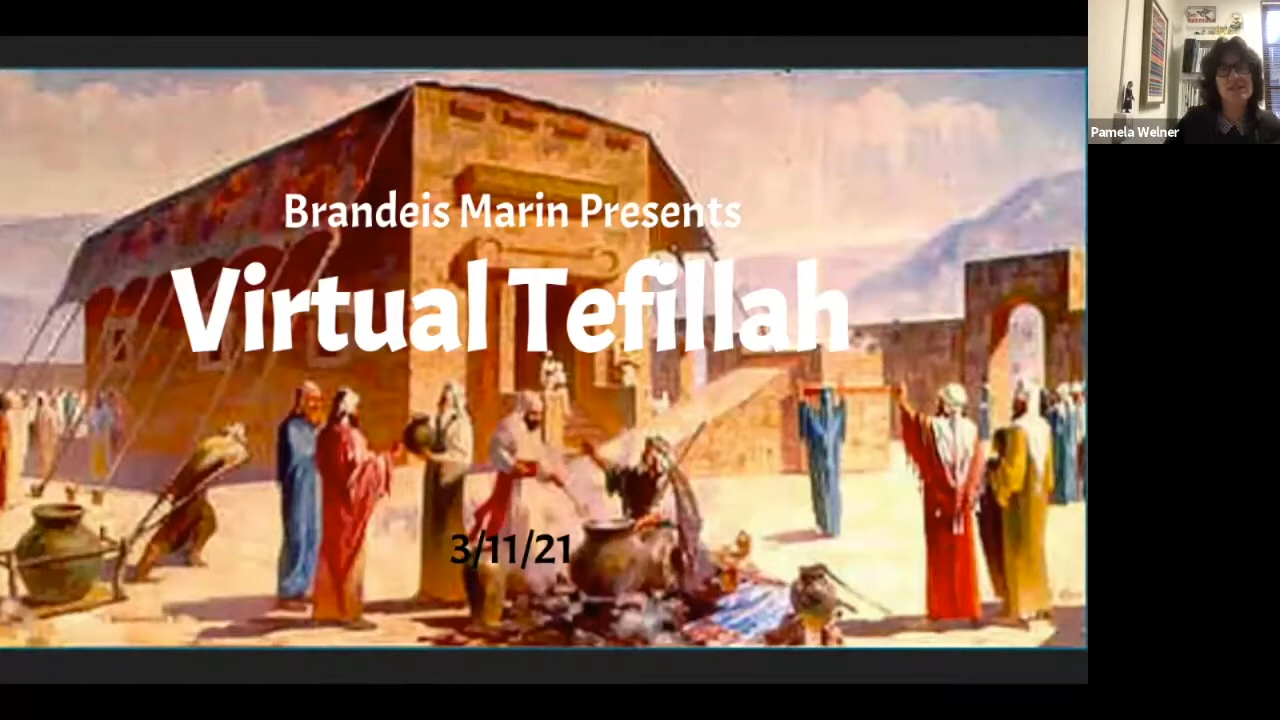 Brandeis Marin Presents
Virtual Tefillah
3/11/21
Pamela Welner